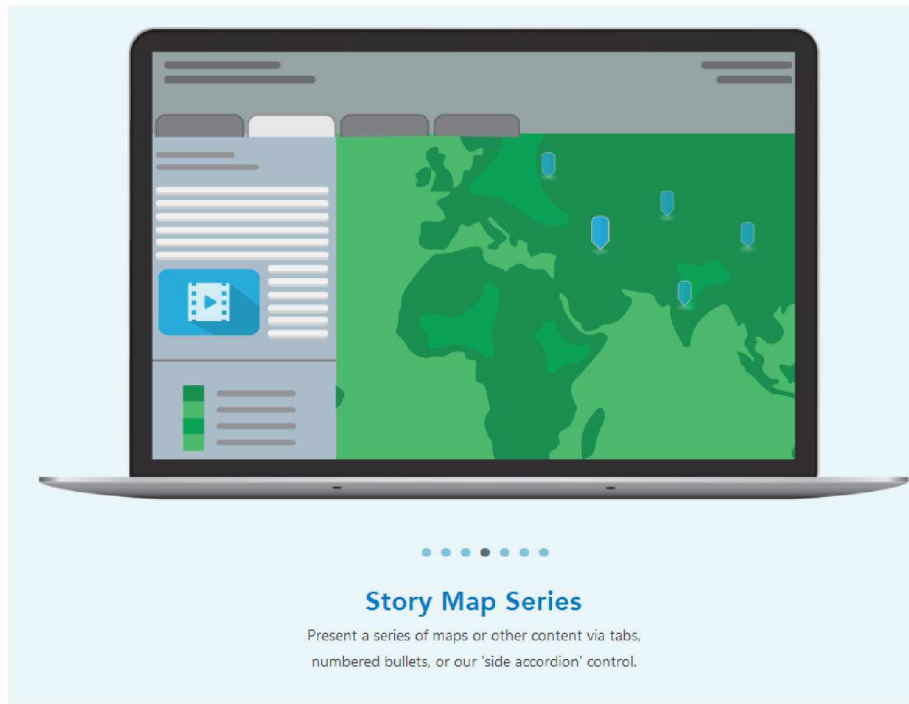 Story Map Series
Present a series of maps or other content via tabs,
numbered bullets, or our 'side accordion' control.